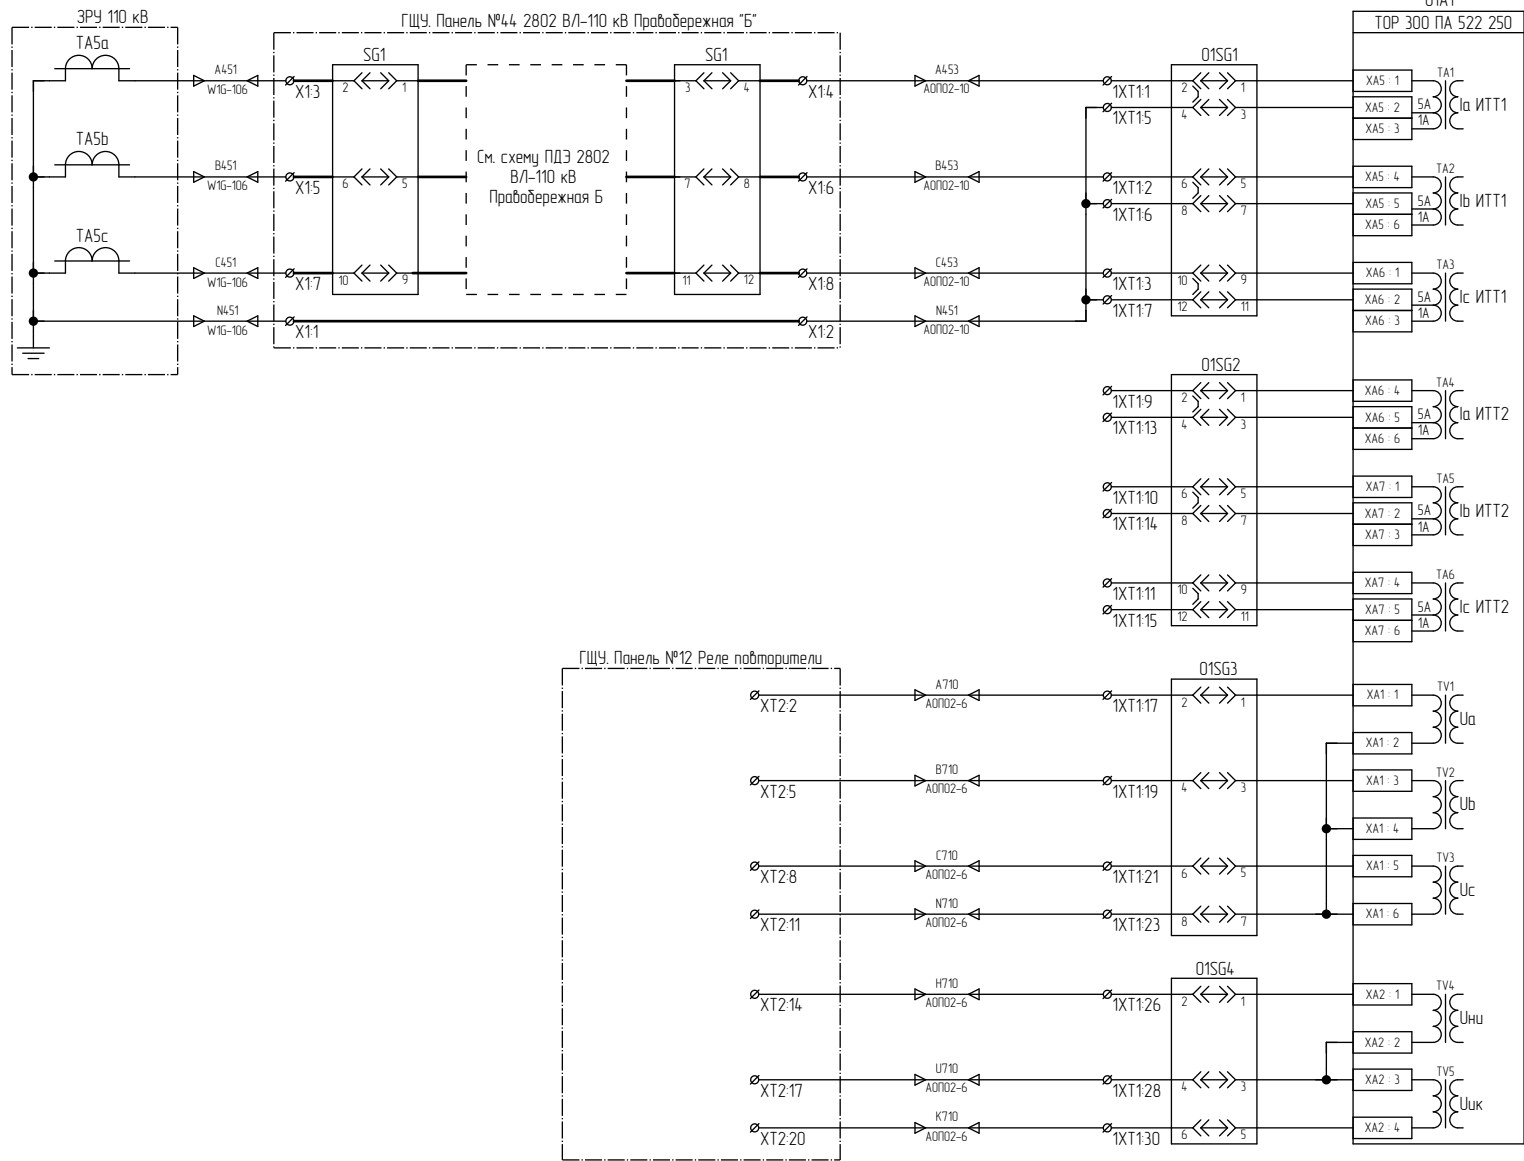 01A1
ЗРУ 110 кВ
ГЩУ. Панель №44 2802 ВЛ-110 кВ Правобережная "Б"
ТОР 300 ПА 522 250
TA5a
SG1
SG1
01SG1
A451
W1G-106
X1:3
2
1
3
4
X1:4
A453
АОПО2-10
1XT1:1
2
1
XA5 : 1
TA1
1XT1:5
4
3
XA5 : 2
5A
Ia ИТТ1
XA5 : 3
1A
TA5b
См. схему ПДЭ 2802
ВЛ-110 кВ
Правобережная Б
B451
W1G-106
X1:5
6
5
7
8
X1:6
B453
АОПО2-10
1XT1:2
6
5
XA5 : 4
TA2
1XT1:6
8
7
XA5 : 5
5A
Ib ИТТ1
XA5 : 6
1A
TA5c
C451
W1G-106
X1:7
10
9
11
12
X1:8
C453
АОПО2-10
1XT1:3
10
9
XA6 : 1
TA3
1XT1:7
12
11
XA6 : 2
5A
Ic ИТТ1
XA6 : 3
1A
N451
W1G-106
X1:1
X1:2
N451
АОПО2-10
01SG2
1XT1:9
2
1
XA6 : 4
TA4
1XT1:13
4
3
XA6 : 5
5A
Ia ИТТ2
XA6 : 6
1A
1XT1:10
6
5
XA7 : 1
TA5
1XT1:14
8
7
XA7 : 2
5A
Ib ИТТ2
XA7 : 3
1A
1XT1:11
10
9
XA7 : 4
TA6
1XT1:15
12
11
XA7 : 5
5A
Ic ИТТ2
XA7 : 6
1A
ГЩУ. Панель №12 Реле повторители
01SG3
XT2:2
A710
АОПО2-6
1XT1:17
2
1
XA1 : 1
TV1
Ua
XA1 : 2
XT2:5
B710
АОПО2-6
1XT1:19
4
3
XA1 : 3
TV2
Ub
XA1 : 4
XT2:8
C710
АОПО2-6
1XT1:21
6
5
XA1 : 5
TV3
Uc
XT2:11
N710
АОПО2-6
1XT1:23
8
7
XA1 : 6
01SG4
XT2:14
H710
АОПО2-6
1XT1:26
2
1
XA2 : 1
TV4
Uни
XA2 : 2
XT2:17
U710
АОПО2-6
1XT1:28
4
3
XA2 : 3
TV5
Uик
XT2:20
K710
АОПО2-6
1XT1:30
6
5
XA2 : 4